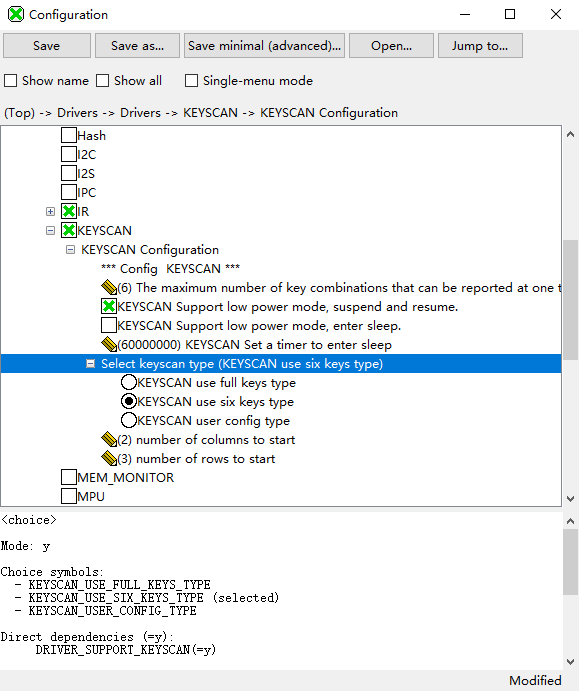 Configuration
Save Save as... Save minimal (advanced)... Open... Jump to...
Show name Show all Single-menu mode
(Top) -> Drivers -> Drivers -> KEYSCAN -> KEYSCAN Configuration
Hash
I2C
I2S
IPC
IR
KEYSCAN
KEYSCAN Configuration
*** Config KEYSCAN ***
(6) The maximum number of key combinations that can be reported at one t
KEYSCAN Support low power mode, suspend and resume.
KEYSCAN Support low power mode, enter sleep.
(60000000) KEYSCAN Set a timer to enter sleep
Select keyscan type (KEYSCAN use six keys type)
KEYSCAN use full keys type
KEYSCAN use six keys type
KEYSCAN user config type
(2) number of columns to start
(3) number of rows to start
MEM_MONITOR
MPU
<choice>
Mode: y
Choice symbols:
- KEYSCAN_USE_FULL_KEYS_TYPE
- KEYSCAN_USE_SIX_KEYS_TYPE (selected)
- KEYSCAN_USER_CONFIG_TYPE
Direct dependencies (=y):
DRIVER_SUPPORT_KEYSCAN(=y)
Modified